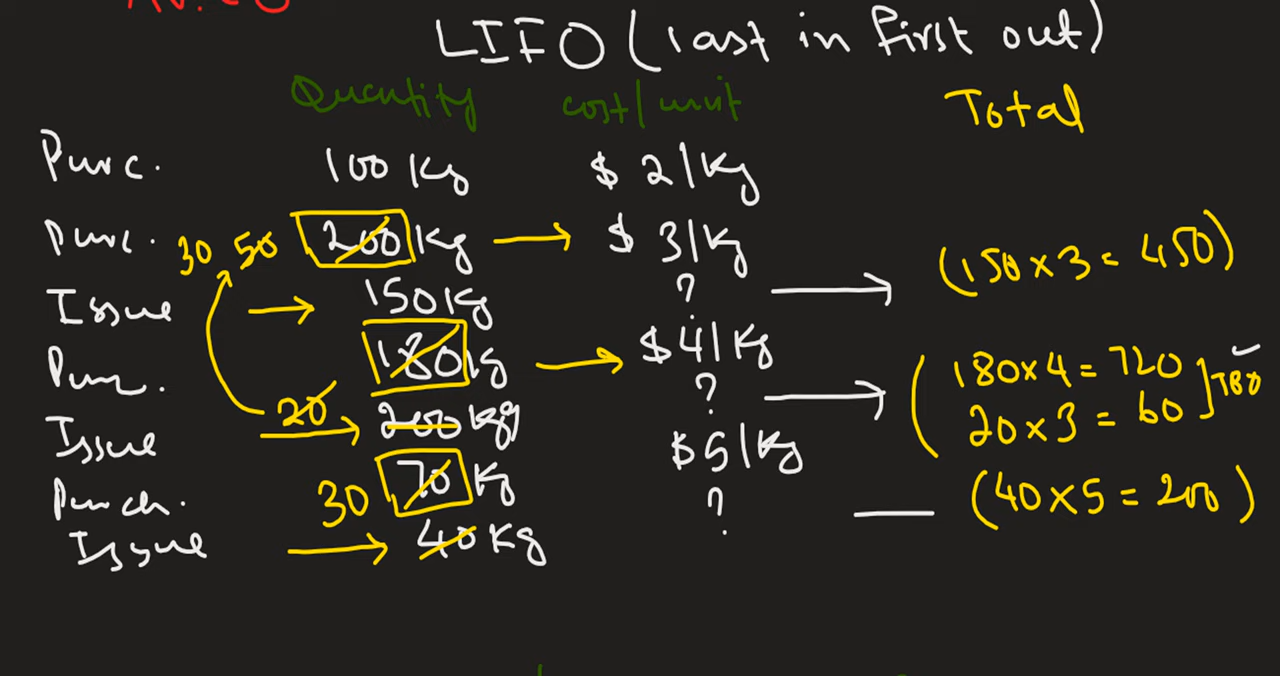 LIFO (last in first out)
Quantity cost/unit Total
Purc. 100 Kg $ 2/Kg
Purc. 30 50 200 Kg $ 3/Kg (150 x 3 = 450)
Issue 150 Kg ?
Purc. 180 Kg $ 4/Kg 180 x 4 = 720
Issue 20 200 Kg ? 20 x 3 = 60 780
Purch. 30 70 Kg $ 5/Kg
Issue 40 Kg ? (40 x 5 = 200)